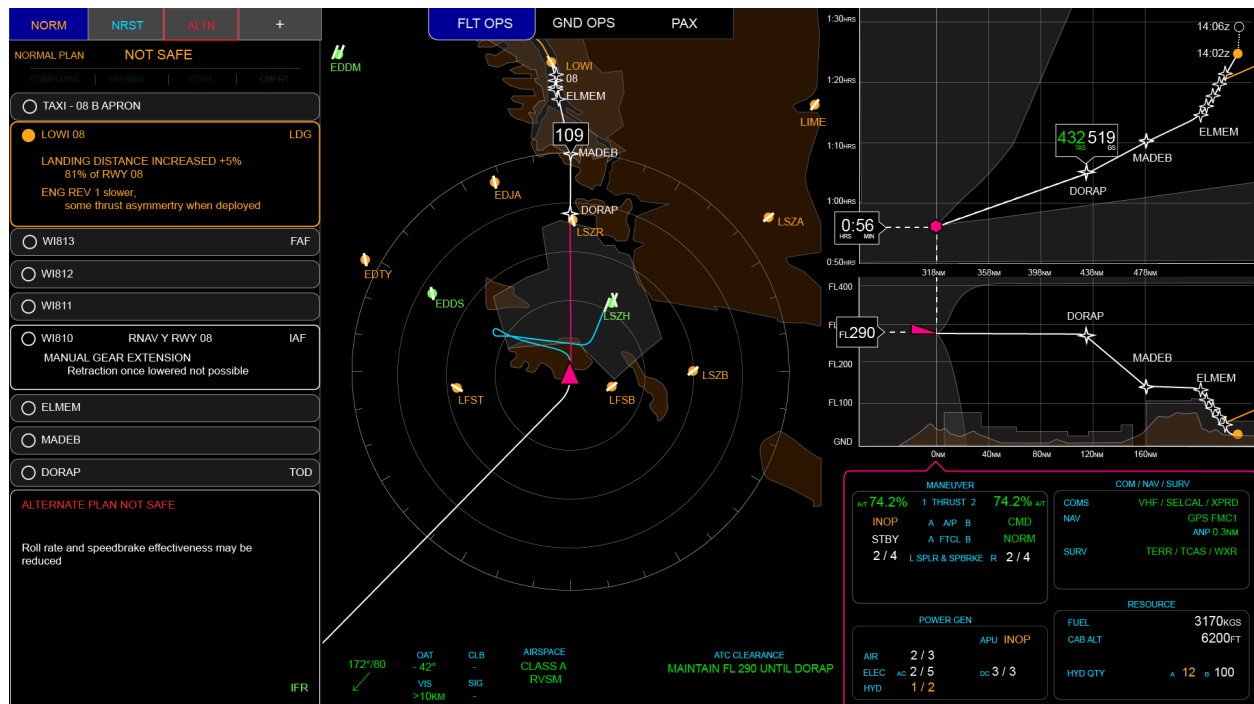 NORM NRST ALTN +
NORMAL PLAN NOT SAFE
COMPLIANT | ON SHDL | COST | CMFRT
TAXI - 08 B APRON
LOWI 08 LDG
LANDING DISTANCE INCREASED +5%
81% of RWY 08
ENG REV 1 slower,
some thrust asymmertry when deployed
WI813 FAF
WI812
WI811
WI810 RNAV Y RWY 08 IAF
MANUAL GEAR EXTENSION
Retraction once lowered not possible
ELMEM
MADEB
DORAP TOD
ALTERNATE PLAN NOT SAFE
Roll rate and speedbrake effectiveness may be
reduced
IFR
FLT OPS GND OPS PAX
EDDM
LOWI
08
ELMEM
LIME
109
MADEB
EDJA
DORAP
LSZR
LSZA
EDTY
EDDS
LSZH
LSZB
LFST
LFSB
172°/60
OAT CLB AIRSPACE
- 42° - CLASS A
RVSM
VIS SIG
>10KM -
ATC CLEARANCE
MAINTAIN FL 290 UNTIL DORAP
1:30HRS
14:06z
14:02z
1:20HRS
ELMEM
432 519
TAS GS
1:10HRS
MADEB
DORAP
1:00HRS
0:56
HRS MIN
0:50HRS
318NM 358NM 398NM 438NM 478NM
FL400
DORAP
FL
FL290
MADEB
FL200
ELMEM
FL100
GND
0NM 40NM 80NM 120NM 160NM
MANEUVER
A/T 74.2% 1 THRUST 2 74.2% A/T
INOP A A/P B CMD
STBY A FTCL B NORM
2 / 4 L SPLR & SPBRKE R 2 / 4
COM / NAV / SURV
COMS VHF / SELCAL / XPRD
NAV GPS FMC1
ANP 0.3NM
SURV TERR / TCAS / WXR
POWER GEN
APU INOP
AIR 2 / 3
ELEC AC 2 / 5 DC 3 / 3
HYD 1 / 2
RESOURCE
FUEL 3170KGS
CAB ALT 6200FT
HYD QTY A 12 B 100